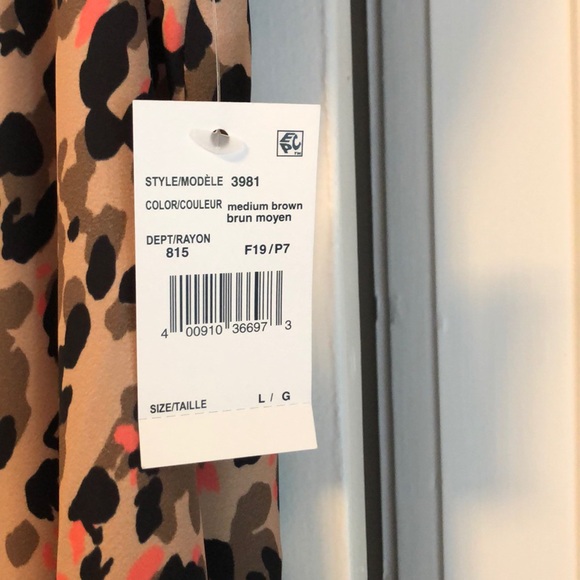 EPC™
STYLE/MODÈLE 3981
COLOR/COULEUR medium brown
brun moyen
DEPT/RAYON
815 F19/P7
4 00910 36697 3
SIZE/TAILLE L / G